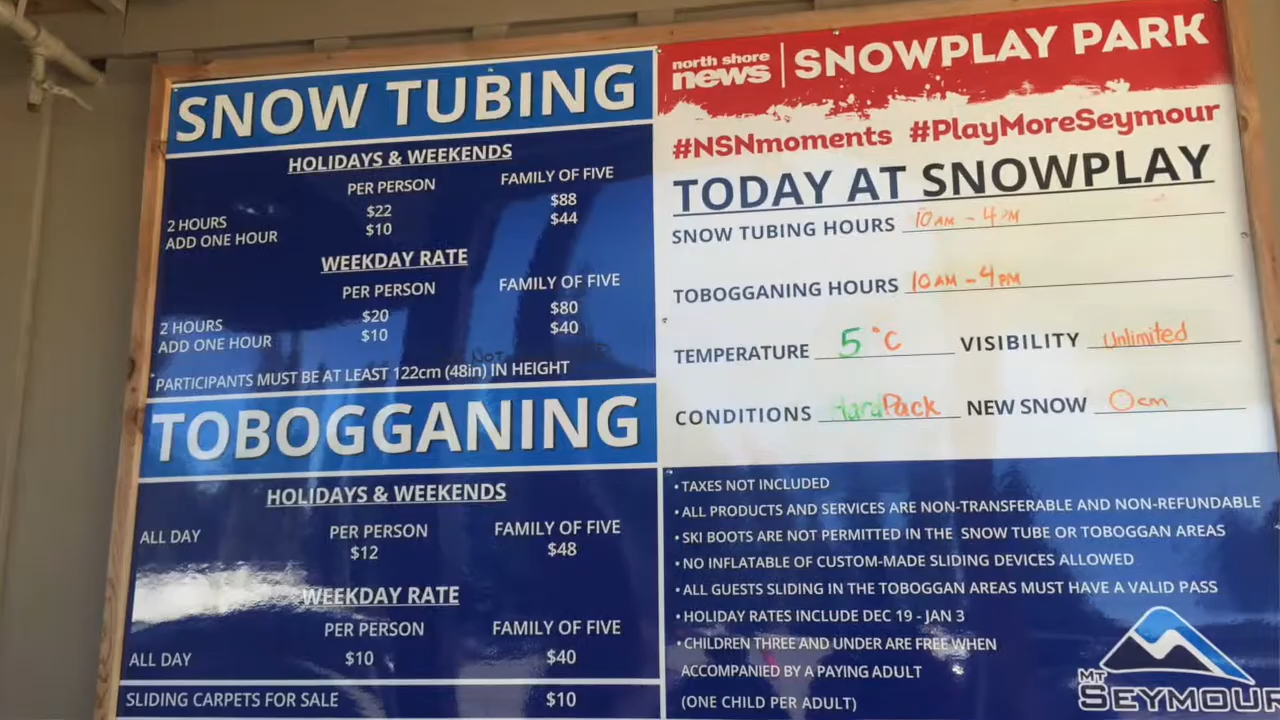 SNOW TUBING
HOLIDAYS & WEEKENDS
PER PERSON FAMILY OF FIVE
2 HOURS $22 $88
ADD ONE HOUR $10 $44
WEEKDAY RATE
PER PERSON FAMILY OF FIVE
2 HOURS $20 $80
ADD ONE HOUR $10 $40
PARTICIPANTS MUST BE AT LEAST 122cm (48in) IN HEIGHT
TOBOGGANING
HOLIDAYS & WEEKENDS
PER PERSON FAMILY OF FIVE
ALL DAY $12 $48
WEEKDAY RATE
PER PERSON FAMILY OF FIVE
ALL DAY $10 $40
SLIDING CARPETS FOR SALE $10
north shore
news SNOWPLAY PARK
#NSNmoments #PlayMoreSeymour
TODAY AT SNOWPLAY
SNOW TUBING HOURS 10AM - 4PM
TOBOGGANING HOURS 10AM - 4PM
TEMPERATURE 5°C VISIBILITY Unlimited
CONDITIONS HardPack NEW SNOW 0cm
• TAXES NOT INCLUDED
• ALL PRODUCTS AND SERVICES ARE NON-TRANSFERABLE AND NON-REFUNDABLE
• SKI BOOTS ARE NOT PERMITTED IN THE SNOW TUBE OR TOBOGGAN AREAS
• NO INFLATABLE OF CUSTOM-MADE SLIDING DEVICES ALLOWED
• ALL GUESTS SLIDING IN THE TOBOGGAN AREAS MUST HAVE A VALID PASS
• HOLIDAY RATES INCLUDE DEC 19 - JAN 3
• CHILDREN THREE AND UNDER ARE FREE WHEN
ACCOMPANIED BY A PAYING ADULT
(ONE CHILD PER ADULT)
MT
SEYMOUR